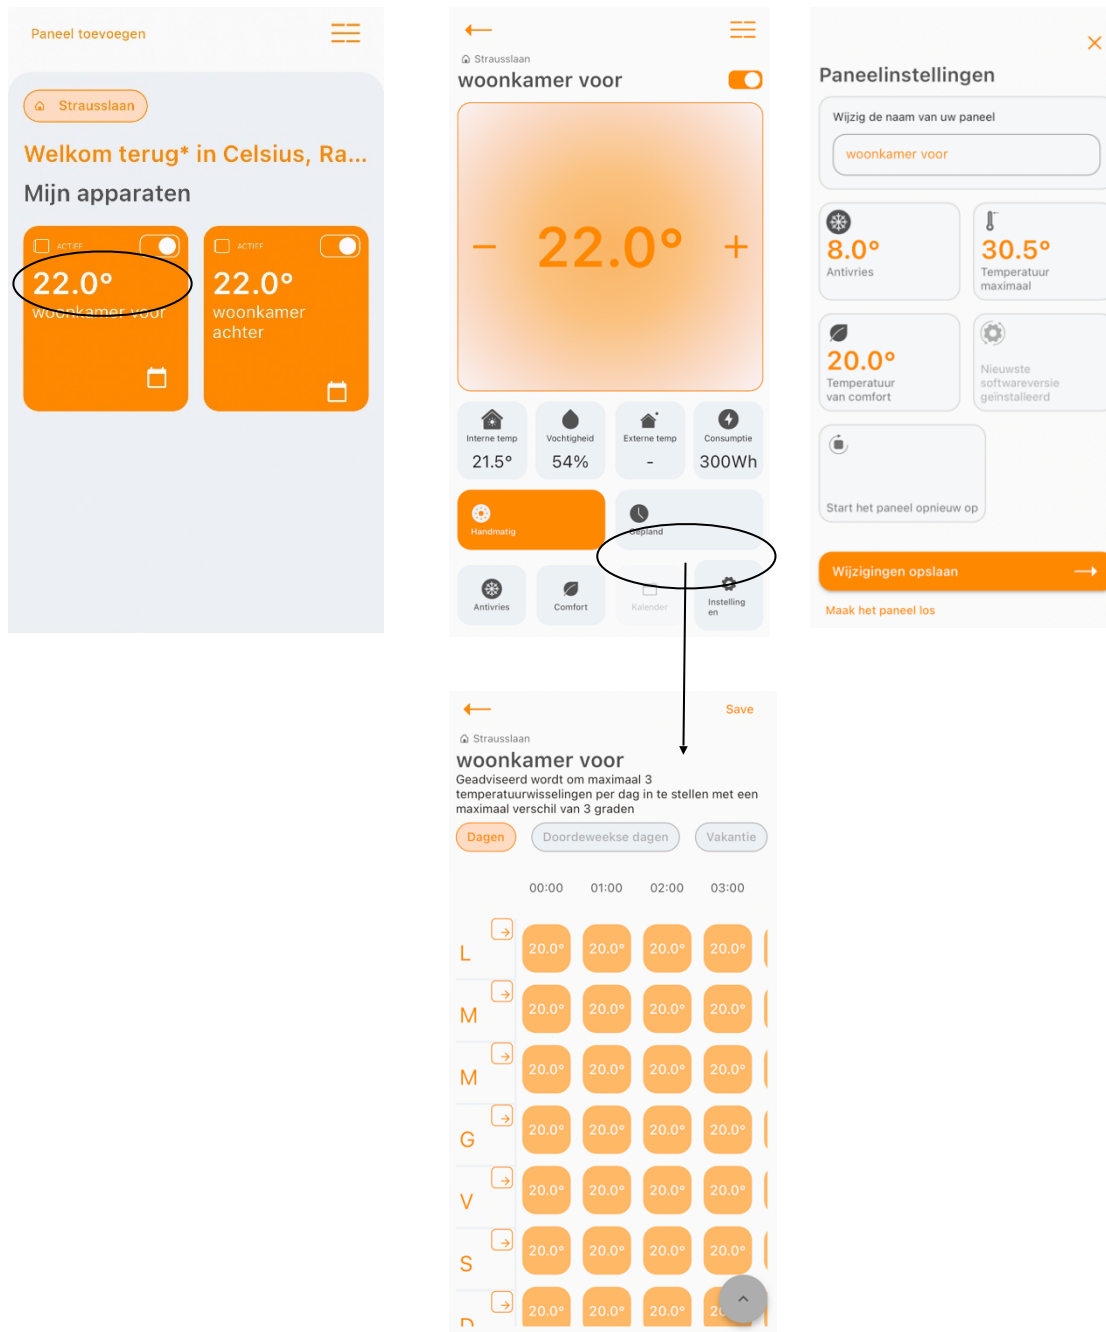 Paneel toevoegen
Strausslaan
Welkom terug* in Celsius, Ra...
Mijn apparaten
ACTIEF
22.0°
woonkamer voor
ACTIEF
22.0°
woonkamer
achter
Strausslaan
woonkamer voor
− 22.0° +
Interne temp
21.5°
Vochtigheid
54%
Externe temp
-
Consumptie
300Wh
Handmatig
Gepland
Antivries
Comfort
Kalender
Instelling
en
Paneelinstellingen
Wijzig de naam van uw paneel
woonkamer voor
8.0°
Antivries
30.5°
Temperatuur
maximaal
20.0°
Temperatuur
van comfort
Nieuwste
softwareversie
geïnstalleerd
Start het paneel opnieuw op
Wijzigingen opslaan
Maak het paneel los
Save
Strausslaan
woonkamer voor
Geadviseerd wordt om maximaal 3
temperatuurwisselingen per dag in te stellen met een
maximaal verschil van 3 graden
Dagen Doordeweekse dagen Vakantie
00:00 01:00 02:00 03:00
L 20.0° 20.0° 20.0° 20.0°
M 20.0° 20.0° 20.0° 20.0°
M 20.0° 20.0° 20.0° 20.0°
G 20.0° 20.0° 20.0° 20.0°
V 20.0° 20.0° 20.0° 20.0°
S 20.0° 20.0° 20.0° 20.0°
D 20.0° 20.0° 20.0°